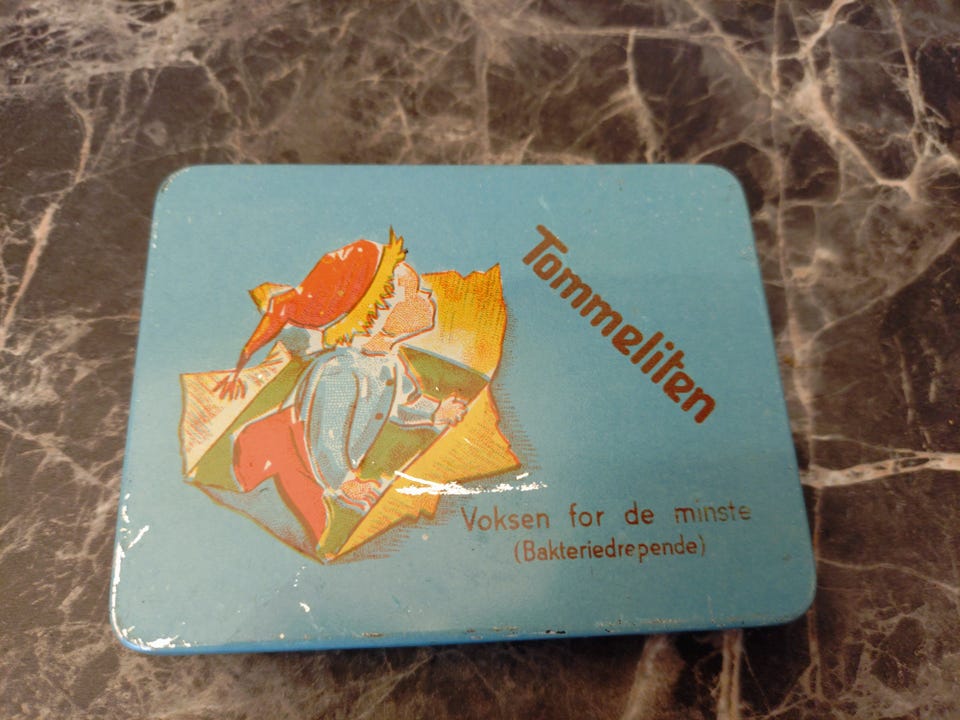 Tommeliten
Voksen for de minste
(Bakteriedrepende)